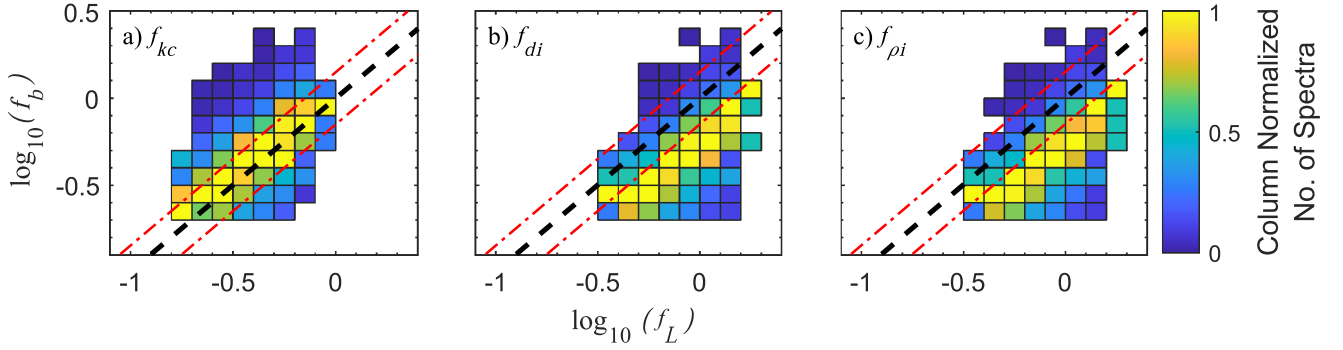 a) f_kc
b) f_di
c) f_ρi
0.5
0
-0.5
log10(f_b)
-1 -0.5 0
-1 -0.5 0
-1 -0.5 0
log10 (f_L)
1
0.5
0
Column Normalized
No. of Spectra